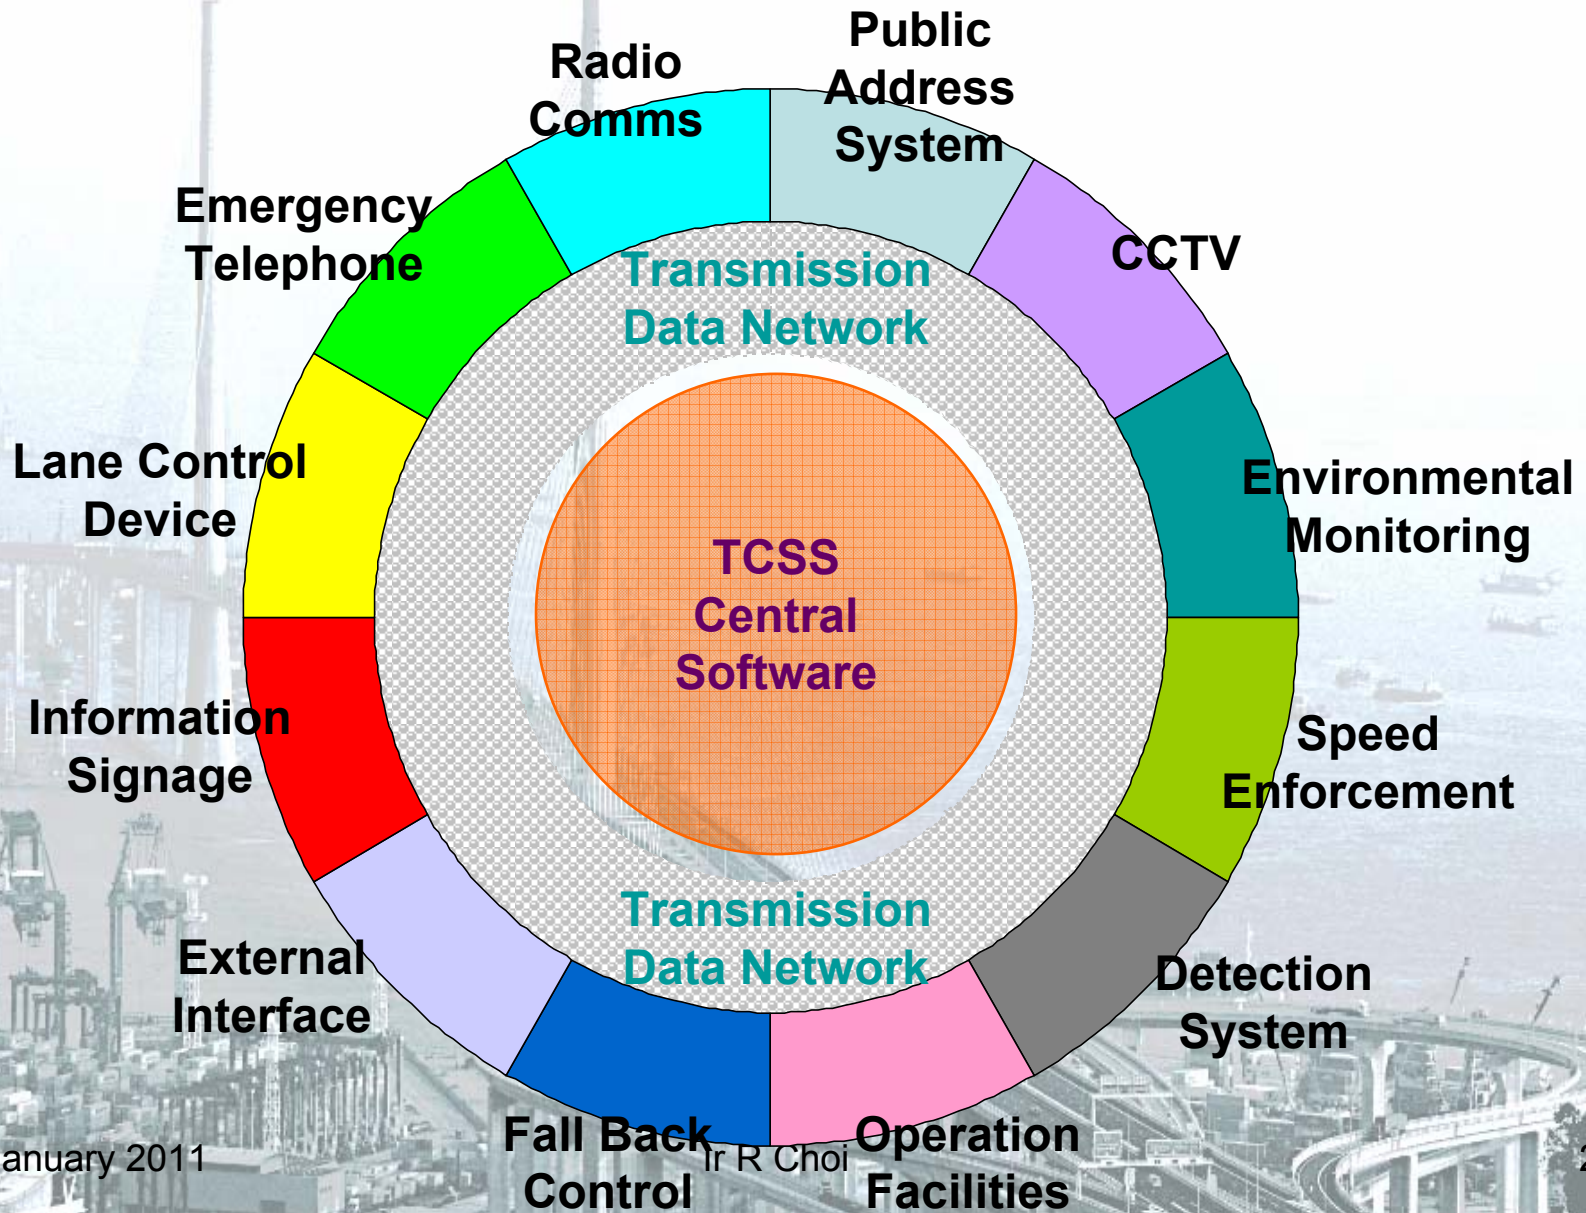 Public
Address
System
Radio
Comms
Emergency
Telephone
CCTV
Transmission
Data Network
Lane Control
Device
Environmental
Monitoring
TCSS
Central
Software
Information
Signage
Speed
Enforcement
Transmission
Data Network
External
Interface
Detection
System
Fall Back
Control
Operation
Facilities
anuary 2011
Ir R Choi
2